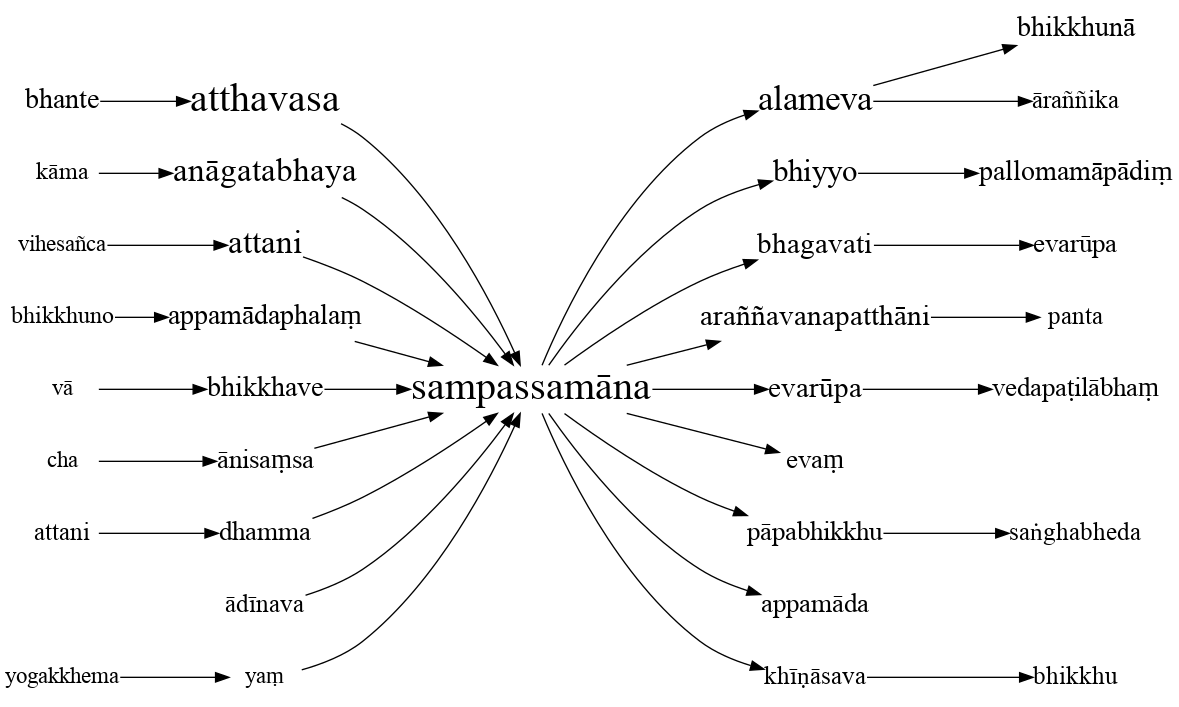 bhikkhunā
bhante atthavasa alameva āraññika
kāma anāgatabhaya bhiyyo pallomamāpādiṃ
vihesañca attani bhagavati evarūpa
bhikkhuno appamādaphalaṃ araññavanapatthāni panta
vā bhikkhave sampassamāna evarūpa vedapaṭilābhaṃ
cha ānisaṃsa evaṃ
attani dhamma pāpabhikkhu saṅghabheda
ādīnava appamāda
yogakkhema yaṃ khīṇāsava bhikkhu